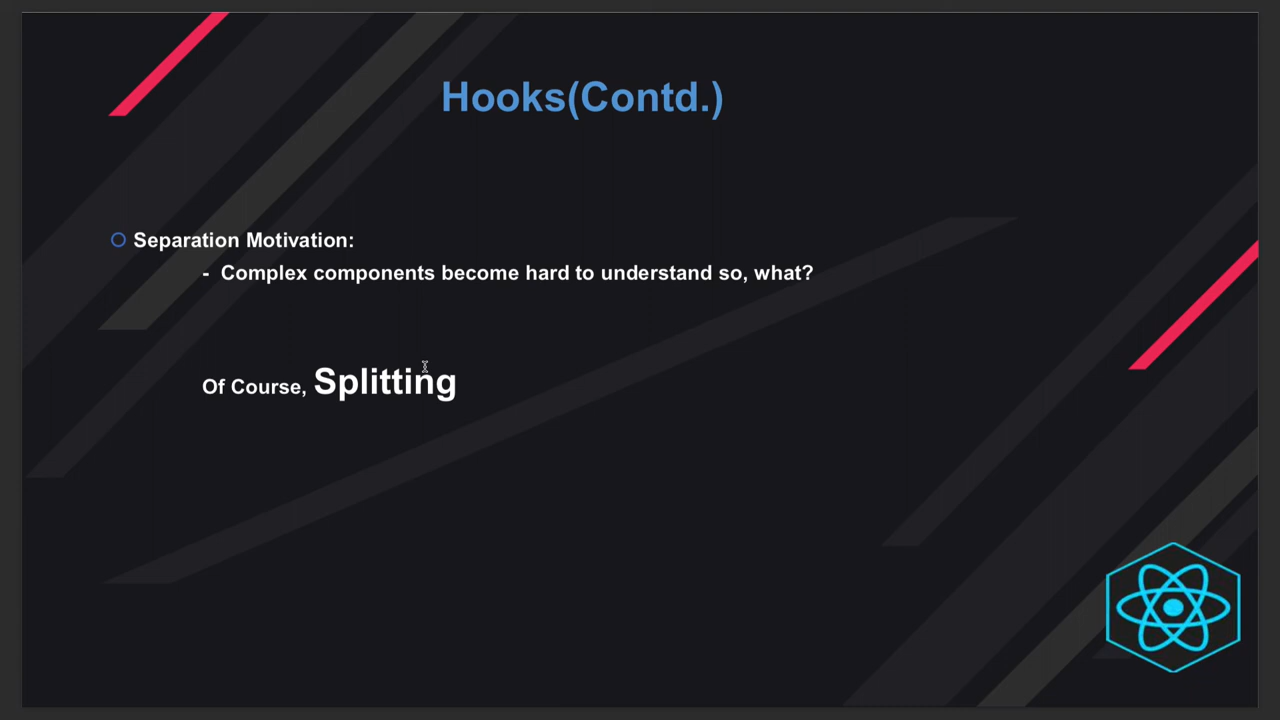 Hooks(Contd.)
Separation Motivation:
- Complex components become hard to understand so, what?
Of Course, Splitting